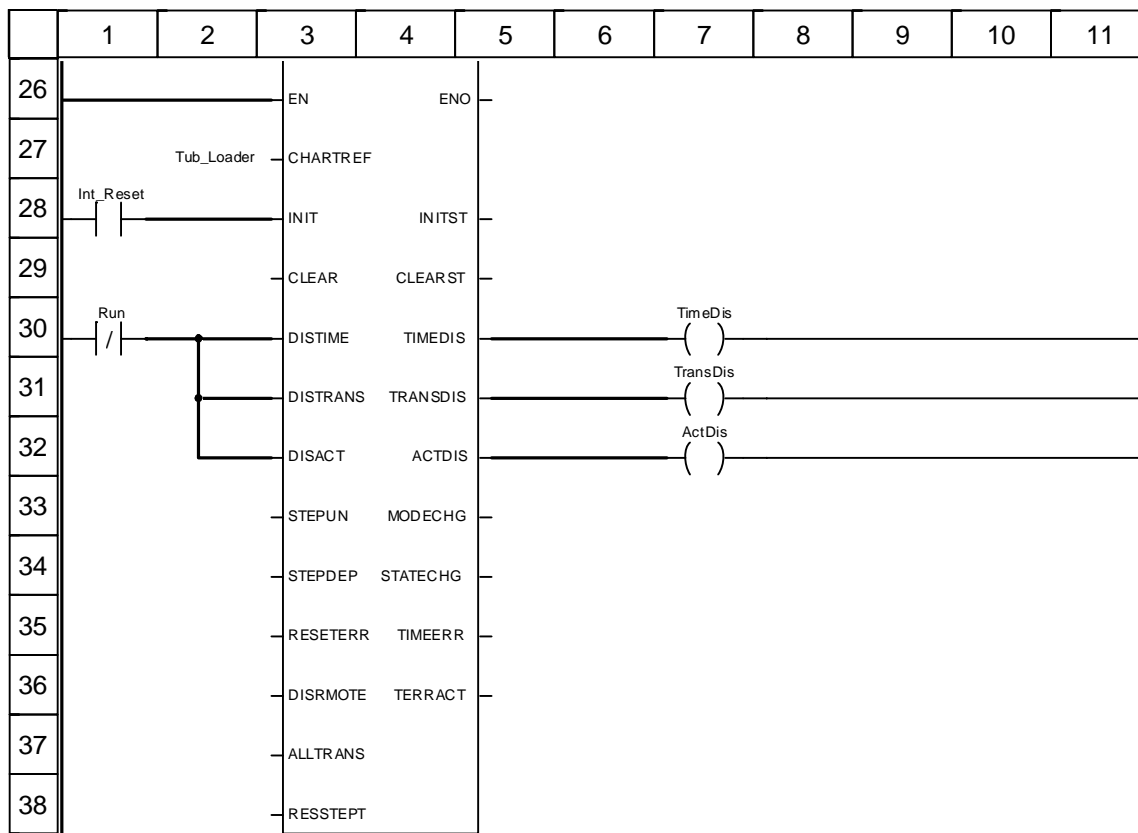 1 2 3 4 5 6 7 8 9 10 11
26 EN ENO
27 Tub_Loader CHARTREF
Int_Reset
28 INIT INITST
29 CLEAR CLEARST
Run TimeDis
30 / DISTIME TIMEDIS
TransDis
31 DISTRANS TRANSDIS
ActDis
32 DISACT ACTDIS
33 STEPUN MODECHG
34 STEPDEP STATECHG
35 RESETERR TIMEERR
36 DISRMOTE TERRACT
37 ALLTRANS
38 RESSTEPT